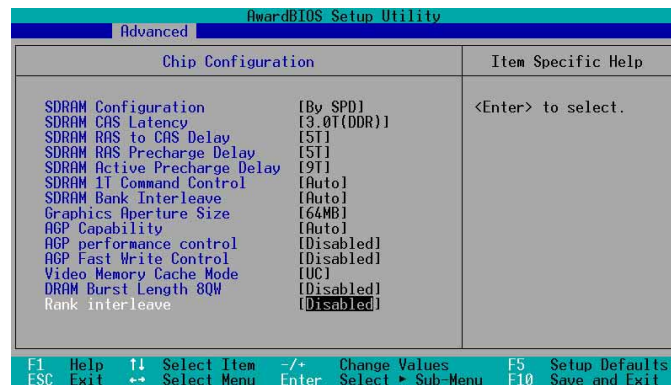 AwardBIOS Setup Utility
Advanced
Chip Configuration
Item Specific Help
SDRAM Configuration [By SPD]
<Enter> to select.
SDRAM CAS Latency [3.0T(DDR)]
SDRAM RAS to CAS Delay [5T]
SDRAM RAS Precharge Delay [5T]
SDRAM Active Precharge Delay [9T]
SDRAM 1T Command Control [Auto]
SDRAM Bank Interleave [Auto]
Graphics Aperture Size [64MB]
AGP Capability [Auto]
AGP performance control [Disabled]
AGP Fast Write Control [Disabled]
Video Memory Cache Mode [UC]
DRAM Burst Length 8QW [Disabled]
Rank interleave [Disabled]
F1 Help ↑↓ Select Item -/+ Change Values F5 Setup Defaults
ESC Exit ←→ Select Menu Enter Select ► Sub-Menu F10 Save and Exits